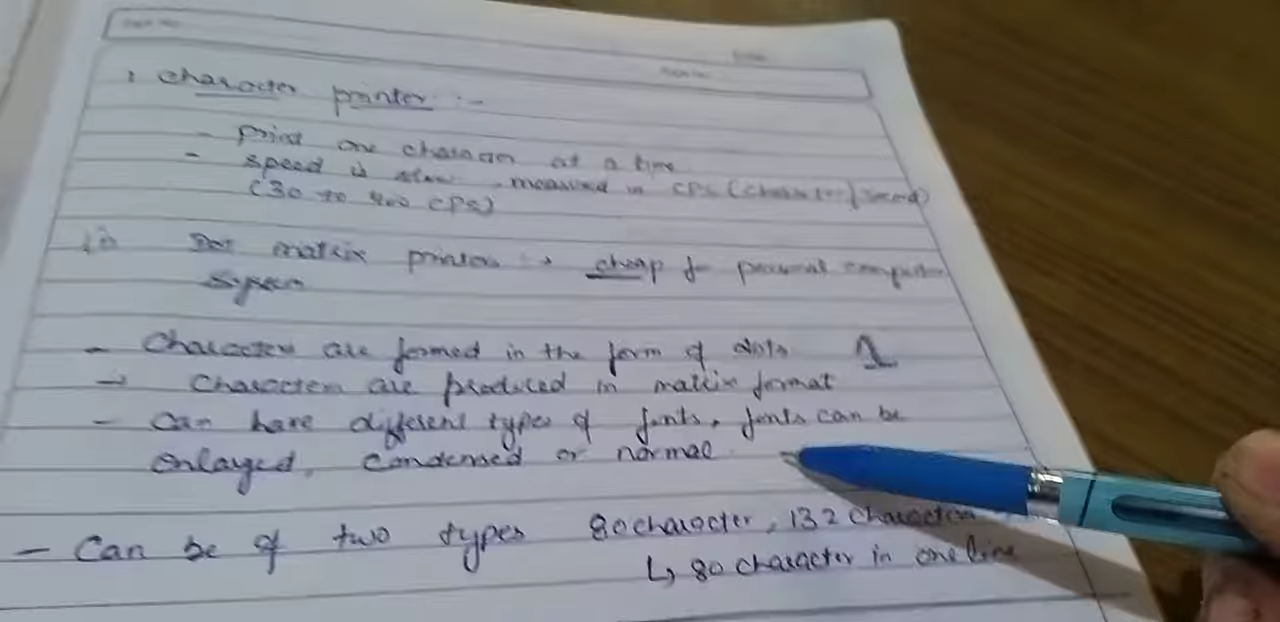 character printer :-
- Print one character at a time
- speed is slow, measured in CPS (character/second)
(30 to 400 CPS)
Dot matrix printers → cheap for personal computer
System
- Characters are formed in the form of dots 1
→ Characters are produced in matrix format
- Can have different types of fonts, fonts can be
enlarged, condensed or normal.
- Can be of two types 80 character, 132 character
↳ 80 character in one line